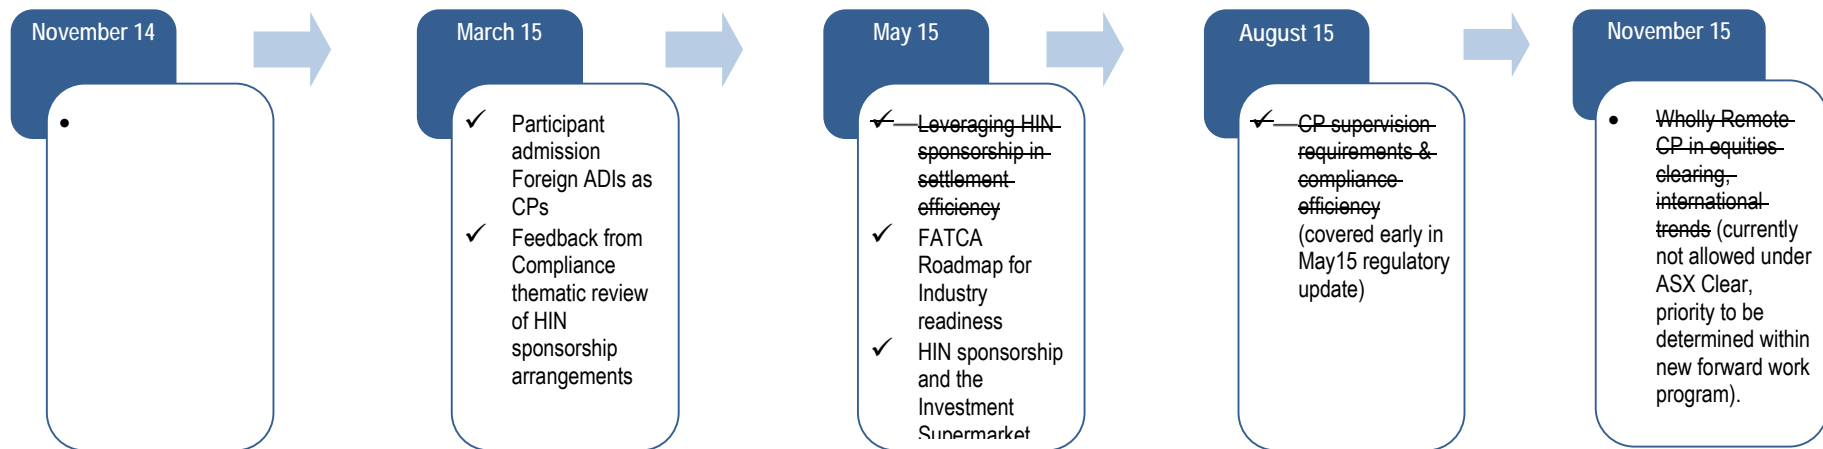 November 14
•
March 15
✓ Participant
admission
Foreign ADIs as
CPs
✓ Feedback from
Compliance
thematic review
of HIN
sponsorship
arrangements
May 15
✓ Leveraging HIN
sponsorship in
settlement
efficiency
✓ FATCA
Roadmap for
Industry
readiness
✓ HIN sponsorship
and the
Investment
Supermarket
August 15
✓ CP supervision
requirements &
compliance
efficiency
(covered early in
May15 regulatory
update)
November 15
• Wholly Remote
CP in equities
clearing,
international
trends (currently
not allowed under
ASX Clear,
priority to be
determined within
new forward work
program).